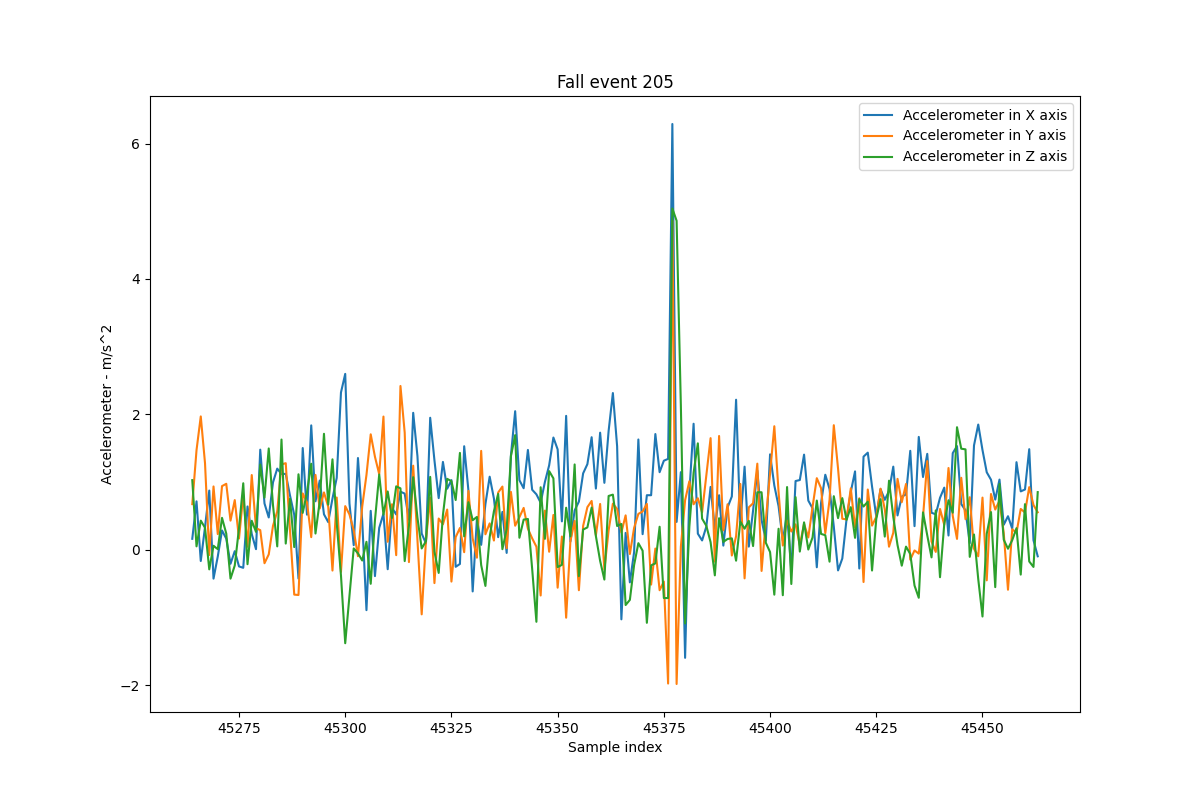 Fall event 205
Accelerometer in X axis
Accelerometer in Y axis
Accelerometer in Z axis
Accelerometer - m/s^2
6
4
2
0
−2
45275 45300 45325 45350 45375 45400 45425 45450
Sample index